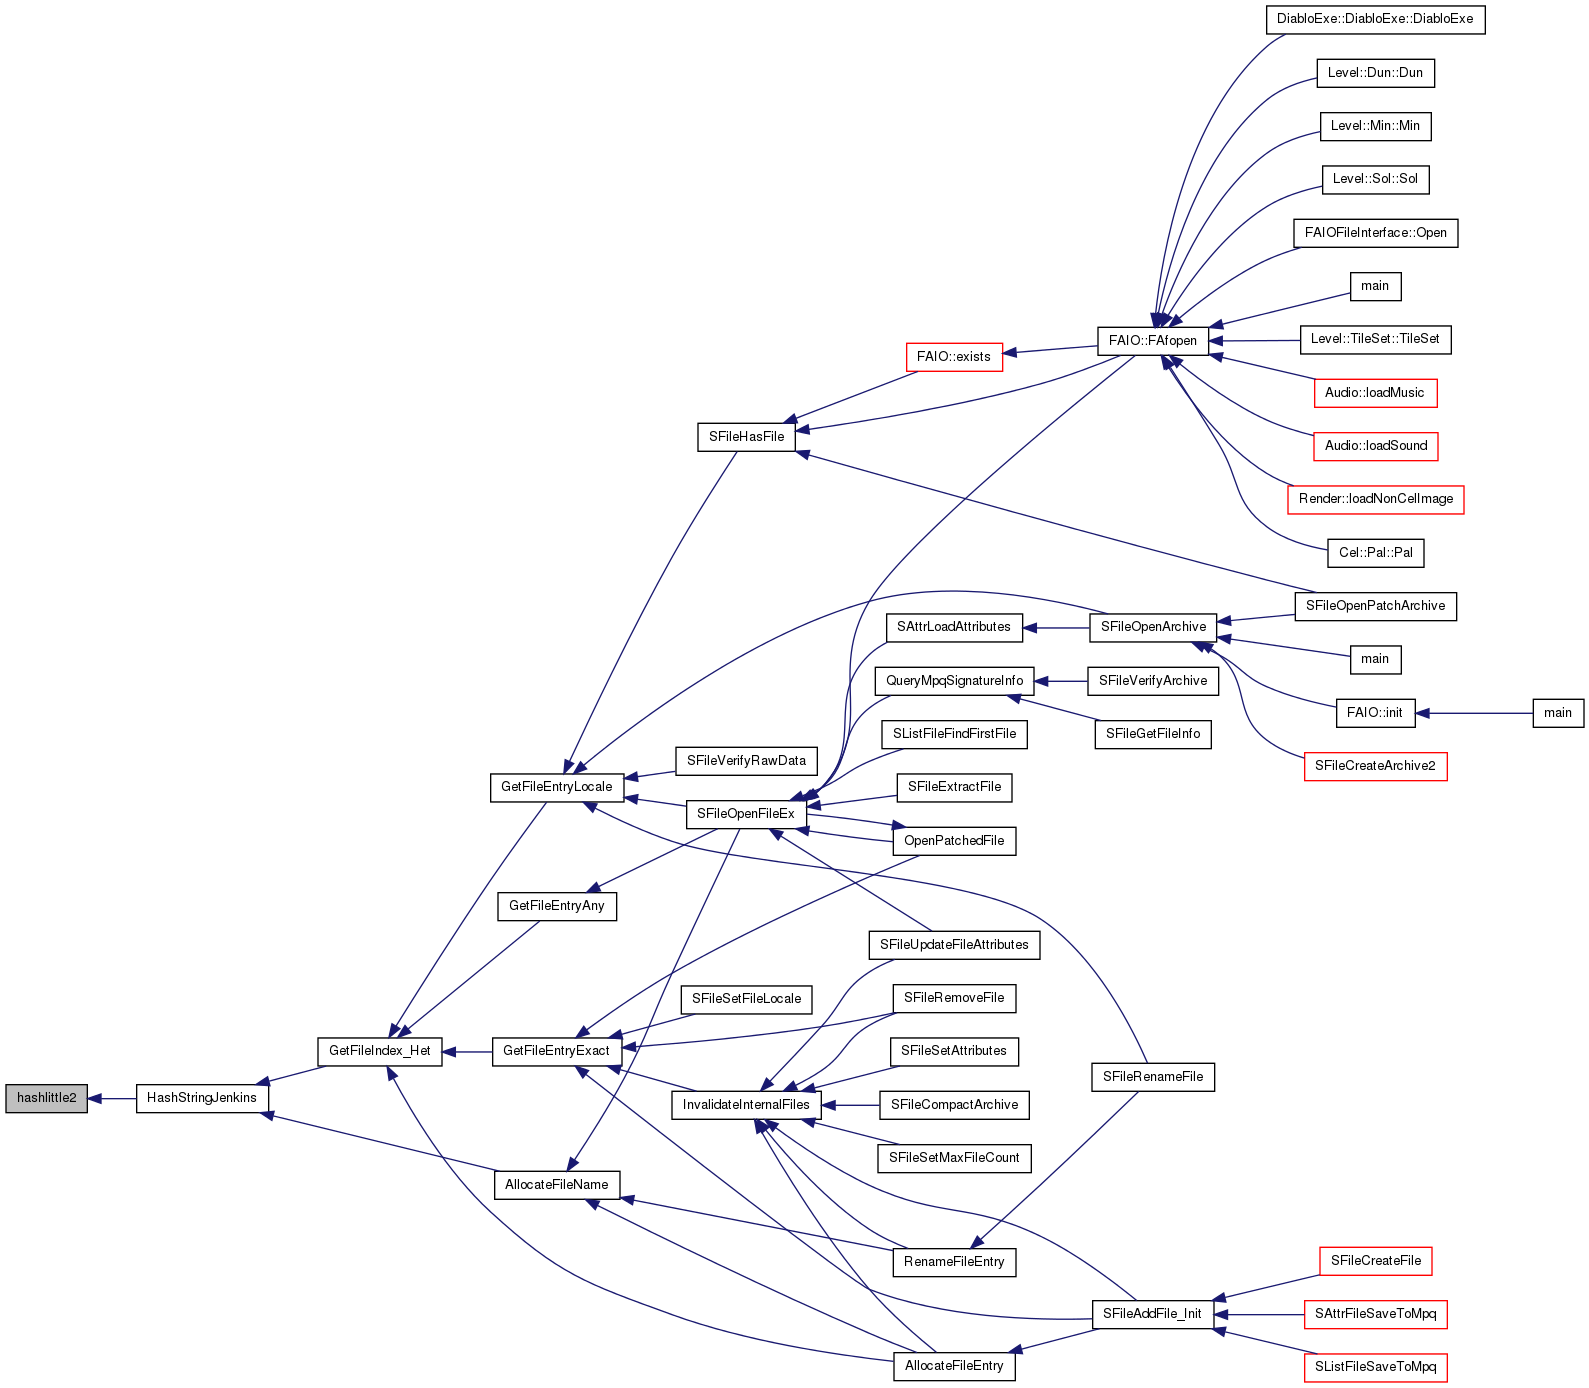 DiabloExe::DiabloExe::DiabloExe
Level::Dun::Dun
Level::Min::Min
Level::Sol::Sol
FAIOFileInterface::Open
main
FAIO::FAfopen
Level::TileSet::TileSet
FAIO::exists
Audio::loadMusic
SFileHasFile
Audio::loadSound
Render::loadNonCelImage
Cel::Pal::Pal
SFileOpenPatchArchive
SAttrLoadAttributes
SFileOpenArchive
main
QueryMpqSignatureInfo
SFileVerifyArchive
FAIO::init
main
SListFileFindFirstFile
SFileGetFileInfo
SFileVerifyRawData
SFileCreateArchive2
GetFileEntryLocale
SFileExtractFile
SFileOpenFileEx
OpenPatchedFile
GetFileEntryAny
SFileUpdateFileAttributes
SFileSetFileLocale
SFileRemoveFile
GetFileIndex_Het
GetFileEntryExact
SFileSetAttributes
SFileRenameFile
hashlittle2
HashStringJenkins
InvalidateInternalFiles
SFileCompactArchive
SFileSetMaxFileCount
AllocateFileName
RenameFileEntry
SFileCreateFile
SFileAddFile_Init
SAttrFileSaveToMpq
AllocateFileEntry
SListFileSaveToMpq